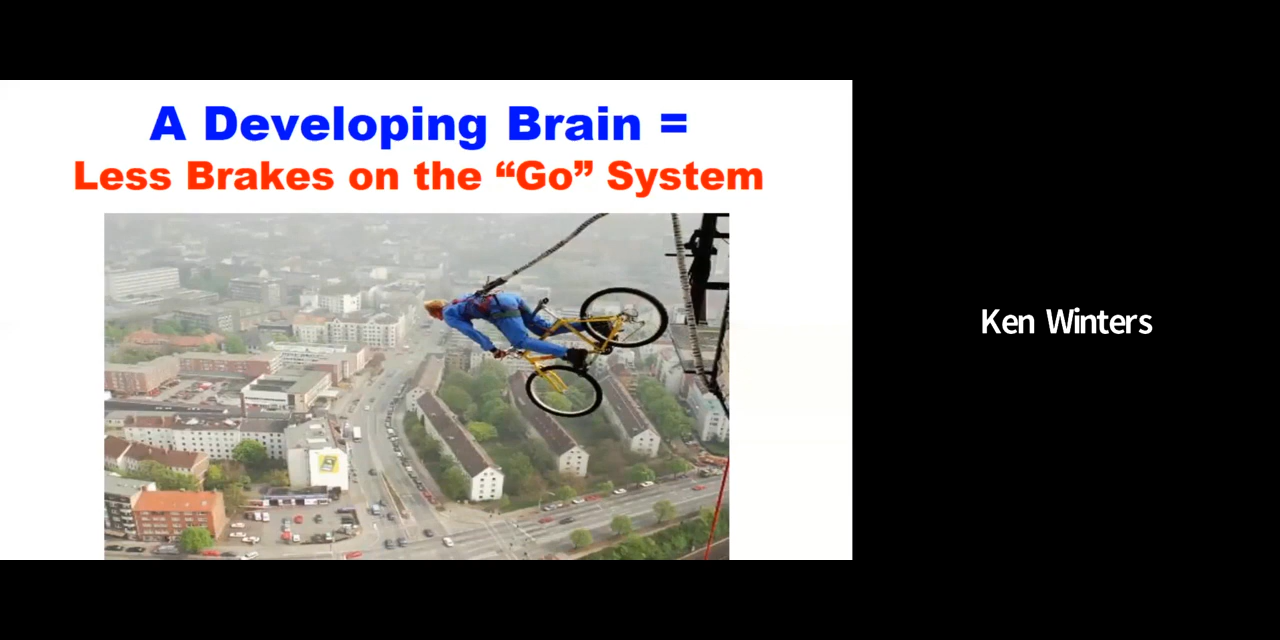 A Developing Brain =
Less Brakes on the “Go” System
Ken Winters